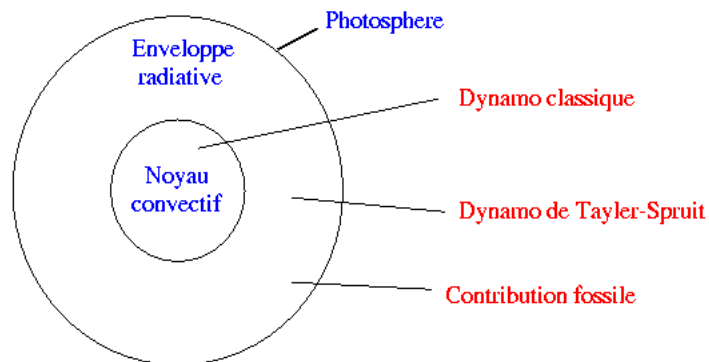 Photosphere
Enveloppe
radiative
Dynamo classique
Noyau
convectif
Dynamo de Tayler-Spruit
Contribution fossile